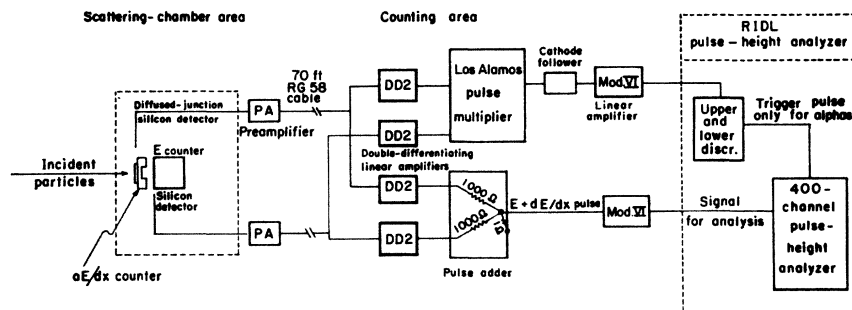 Scattering-chamber area
Counting area
RIDL
pulse-height analyzer
70 ft
RG 58
cable
Diffused-junction
silicon detector
PA
Preamplifier
DD2
Los Alamos
pulse
multiplier
Cathode
follower
Mod. VI
Linear
amplifier
Upper
and
lower
discr.
Trigger pulse
only for alphas
E counter
Incident
particles
Silicon
detector
DD2
Double-differentiating
linear amplifiers
DD2
1000Ω
1000Ω
E + dE/dx pulse
Mod. VI
Signal
for analysis
400-
channel
pulse-
height
analyzer
PA
DD2
Pulse adder
dE/dx counter